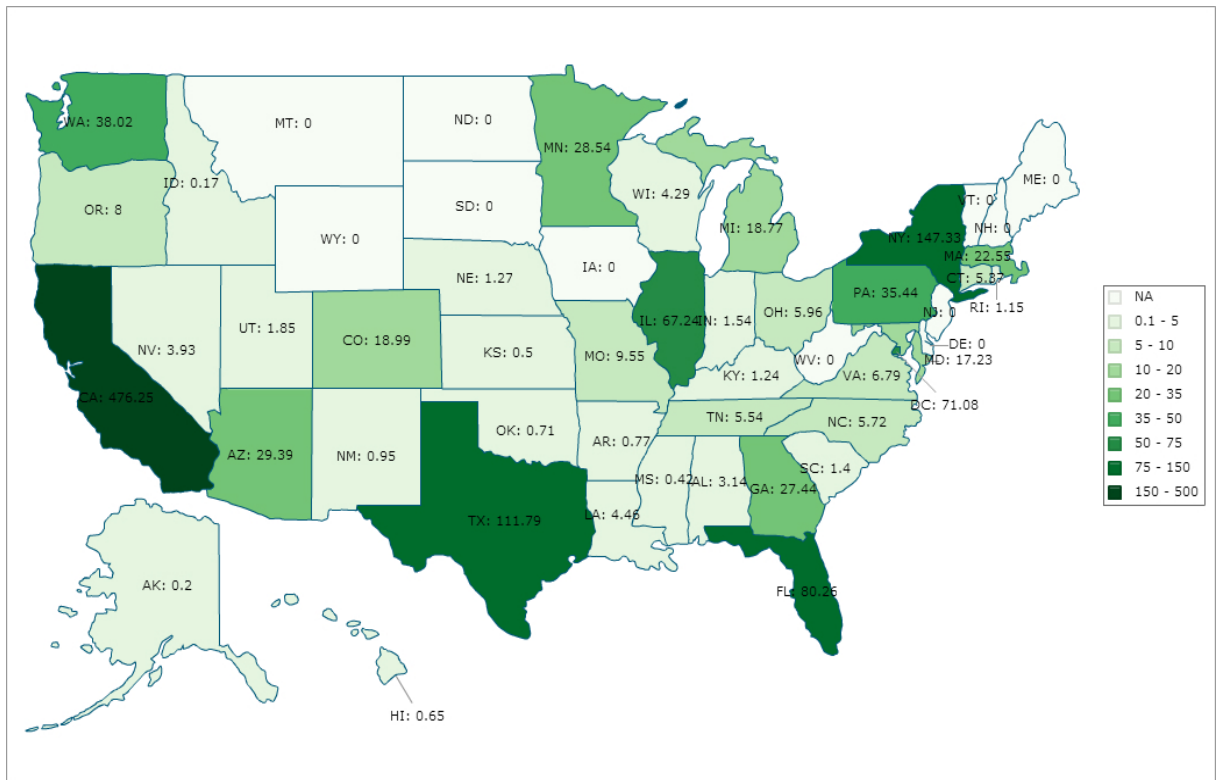 WA: 38.02
MT: 0
ND: 0
MN: 28.54
ID: 0.17
OR: 8
SD: 0
WI: 4.29
MI: 18.77
ME: 0
VT: 0
NH: 0
NY: 147.33
MA: 22.55
CT: 5.87
RI: 1.15
WY: 0
IA: 0
NE: 1.27
PA: 35.44
NJ: 0
NV: 3.93
UT: 1.85
CO: 18.99
KS: 0.5
MO: 9.55
IL: 67.24
IN: 1.54
OH: 5.96
WV: 0
DE: 0
MD: 17.23
KY: 1.24
VA: 6.79
DC: 71.08
CA: 476.25
AZ: 29.39
NM: 0.95
OK: 0.71
AR: 0.77
TN: 5.54
NC: 5.72
SC: 1.4
MS: 0.42
AL: 3.14
GA: 27.44
TX: 111.79
LA: 4.46
FL: 80.26
AK: 0.2
HI: 0.65
NA
0.1 - 5
5 - 10
10 - 20
20 - 35
35 - 50
50 - 75
75 - 150
150 - 500